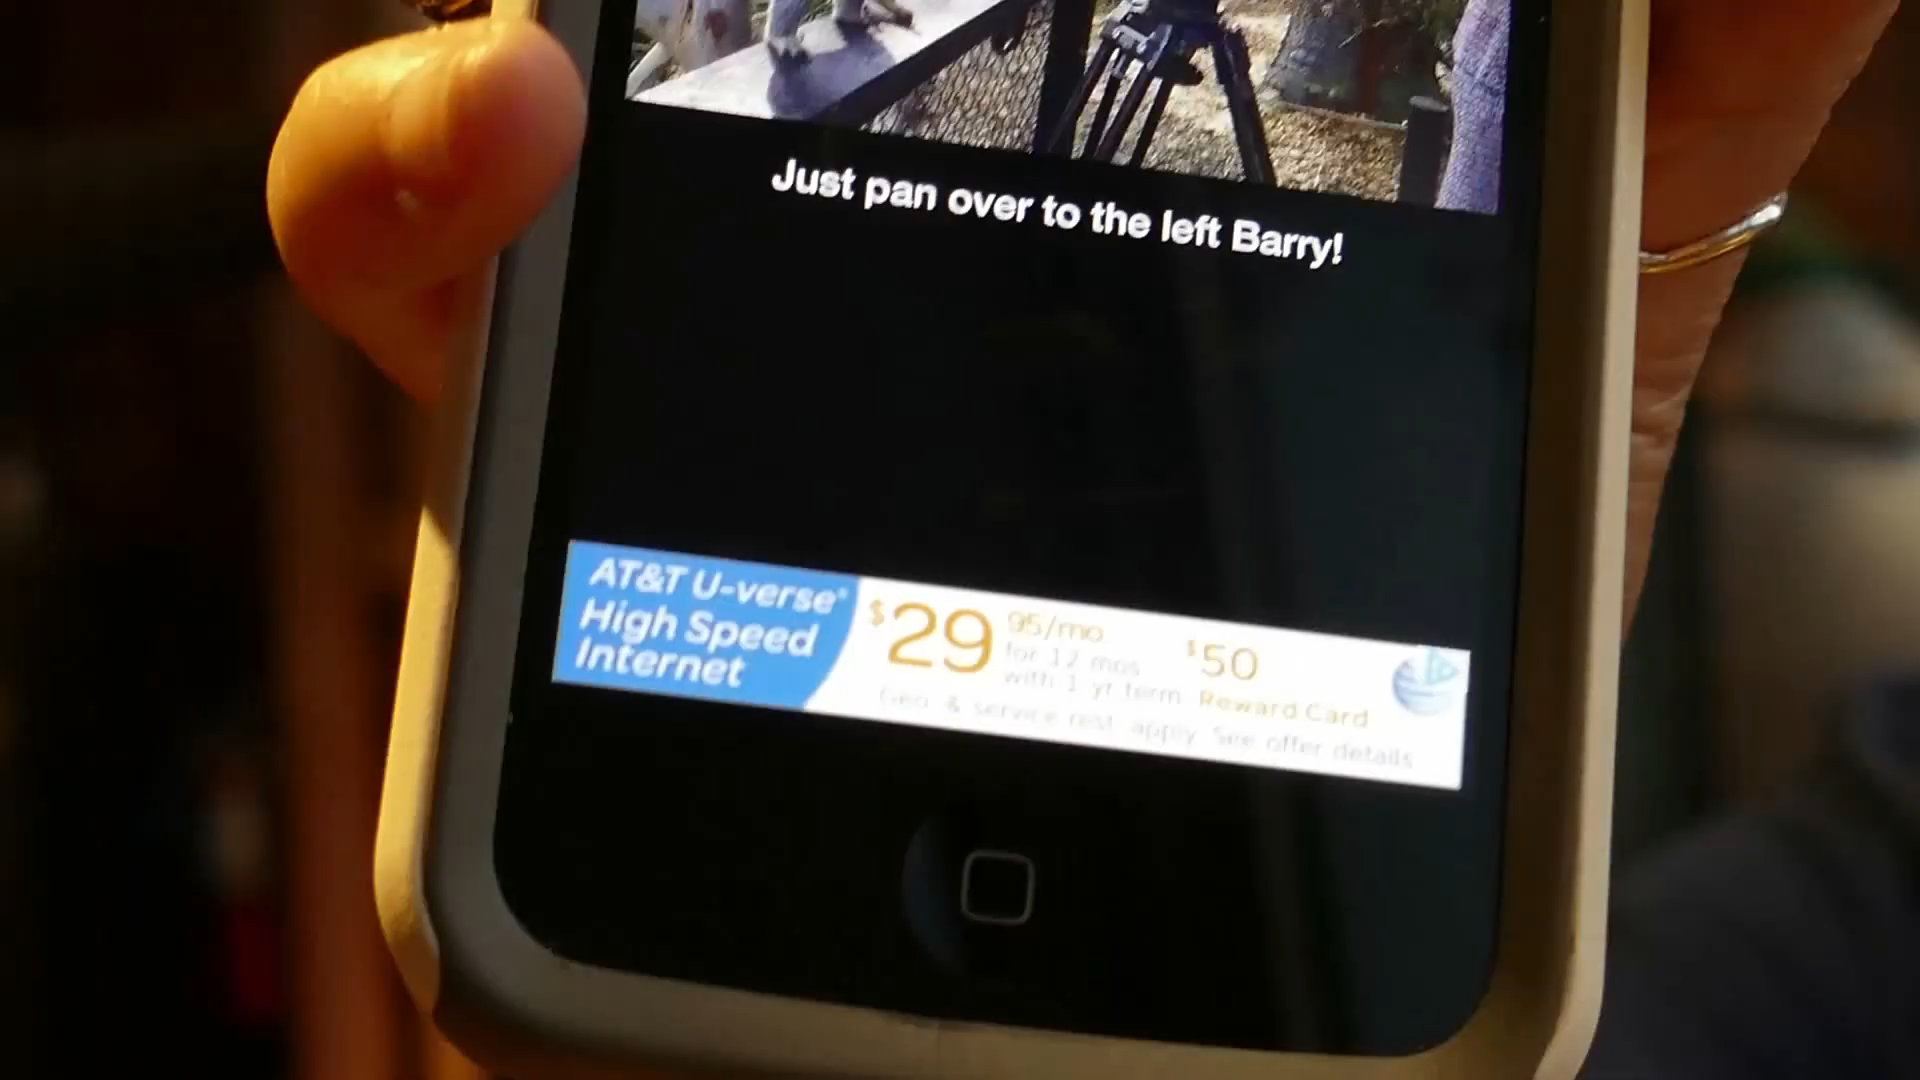 Just pan over to the left Barry!
AT&T U-verse®
High Speed
Internet
$29 95/mo
for 12 mos
with 1 yr term
$50
Reward Card
Geo. & service rest. apply. See offer details